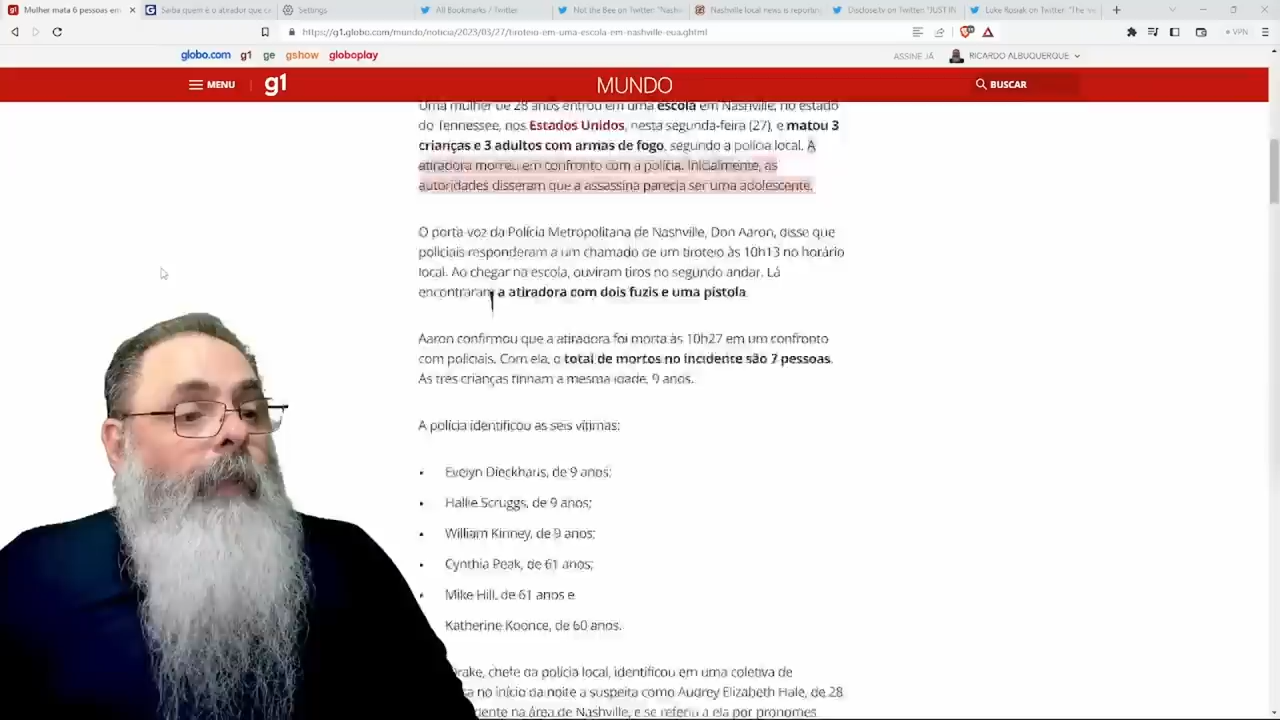 Mulher mata 6 pessoas em
Saiba quem é o atirador que
Settings
All Bookmarks / Twitter
Not the Bee on Twitter: "Nashv
Nashville local news is reporting
Disclose.tv on Twitter: "JUST IN
Luke Kosiak on Twitter: "The
https://g1.globo.com/mundo/noticia/2023/03/27/tiroteio-em-uma-escola-em-nashville-eua.ghtml
VPN
globo.com g1 ge gshow globoplay
ASSINE JÁ
RICARDO ALBUQUERQUE
MENU
g1
MUNDO
BUSCAR
Uma mulher de 28 anos entrou em uma escola em Nashville, no estado
do Tennessee, nos Estados Unidos, nesta segunda-feira (27), e matou 3
crianças e 3 adultos com armas de fogo, segundo a polícia local. A
atiradora morreu em confronto com a polícia. Inicialmente, as
autoridades disseram que a assassina parecia ser uma adolescente.
O porta-voz da Polícia Metropolitana de Nashville, Don Aaron, disse que
policiais responderam a um chamado de um tiroteio às 10h13 no horário
local. Ao chegar na escola, ouviram tiros no segundo andar. Lá
encontraram a atiradora com dois fuzis e uma pistola.
Aaron confirmou que a atiradora foi morta às 10h27 em um confronto
com policiais. Com ela, o total de mortos no incidente são 7 pessoas.
As três crianças tinham a mesma idade, 9 anos.
A polícia identificou as seis vítimas:
• Evelyn Dieckhaus, de 9 anos;
• Hallie Scruggs, de 9 anos;
• William Kinney, de 9 anos;
• Cynthia Peak, de 61 anos;
• Mike Hill, de 61 anos e
Katherine Koonce, de 60 anos.
Drake, chefe da polícia local, identificou em uma coletiva de
no início da noite a suspeita como Audrey Elizabeth Hale, de 28
na área de Nashville, e se referiu a ela por pronomes